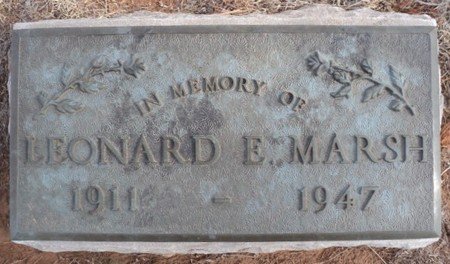 IN MEMORY OF
LEONARD E. MARSH
1911 - 1947